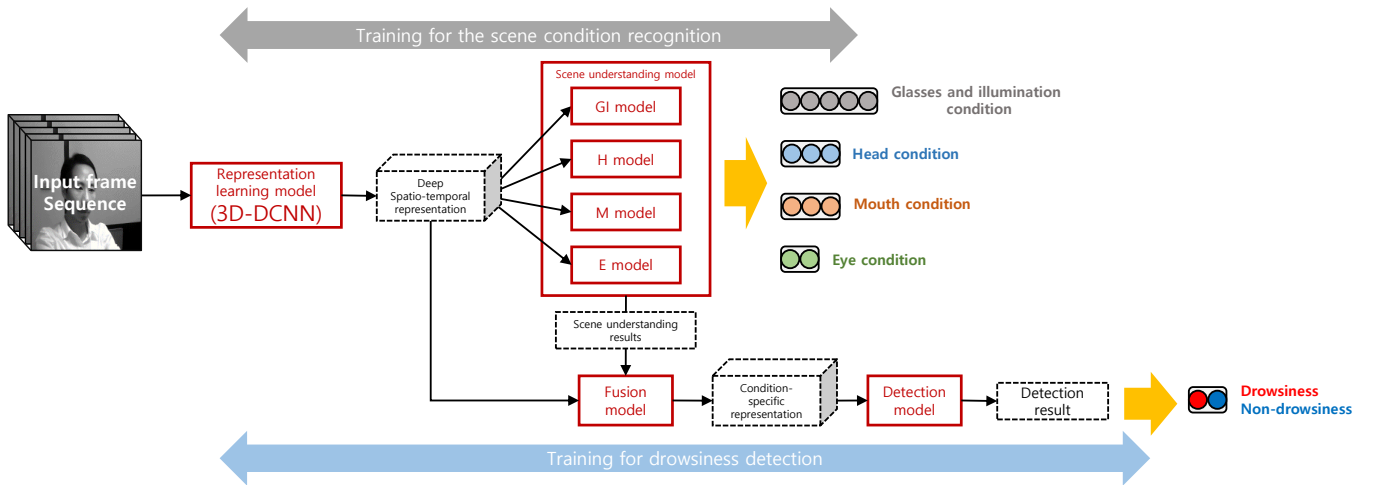 Training for the scene condition recognition
Scene understanding model
GI model
H model
M model
E model
Glasses and illumination
condition
Head condition
Mouth condition
Eye condition
Input frame
Sequence
Representation
learning model
(3D-DCNN)
Deep
Spatio-temporal
representation
Scene understanding
results
Fusion
model
Condition-
specific
representation
Detection
model
Detection
result
Drowsiness
Non-drowsiness
Training for drowsiness detection